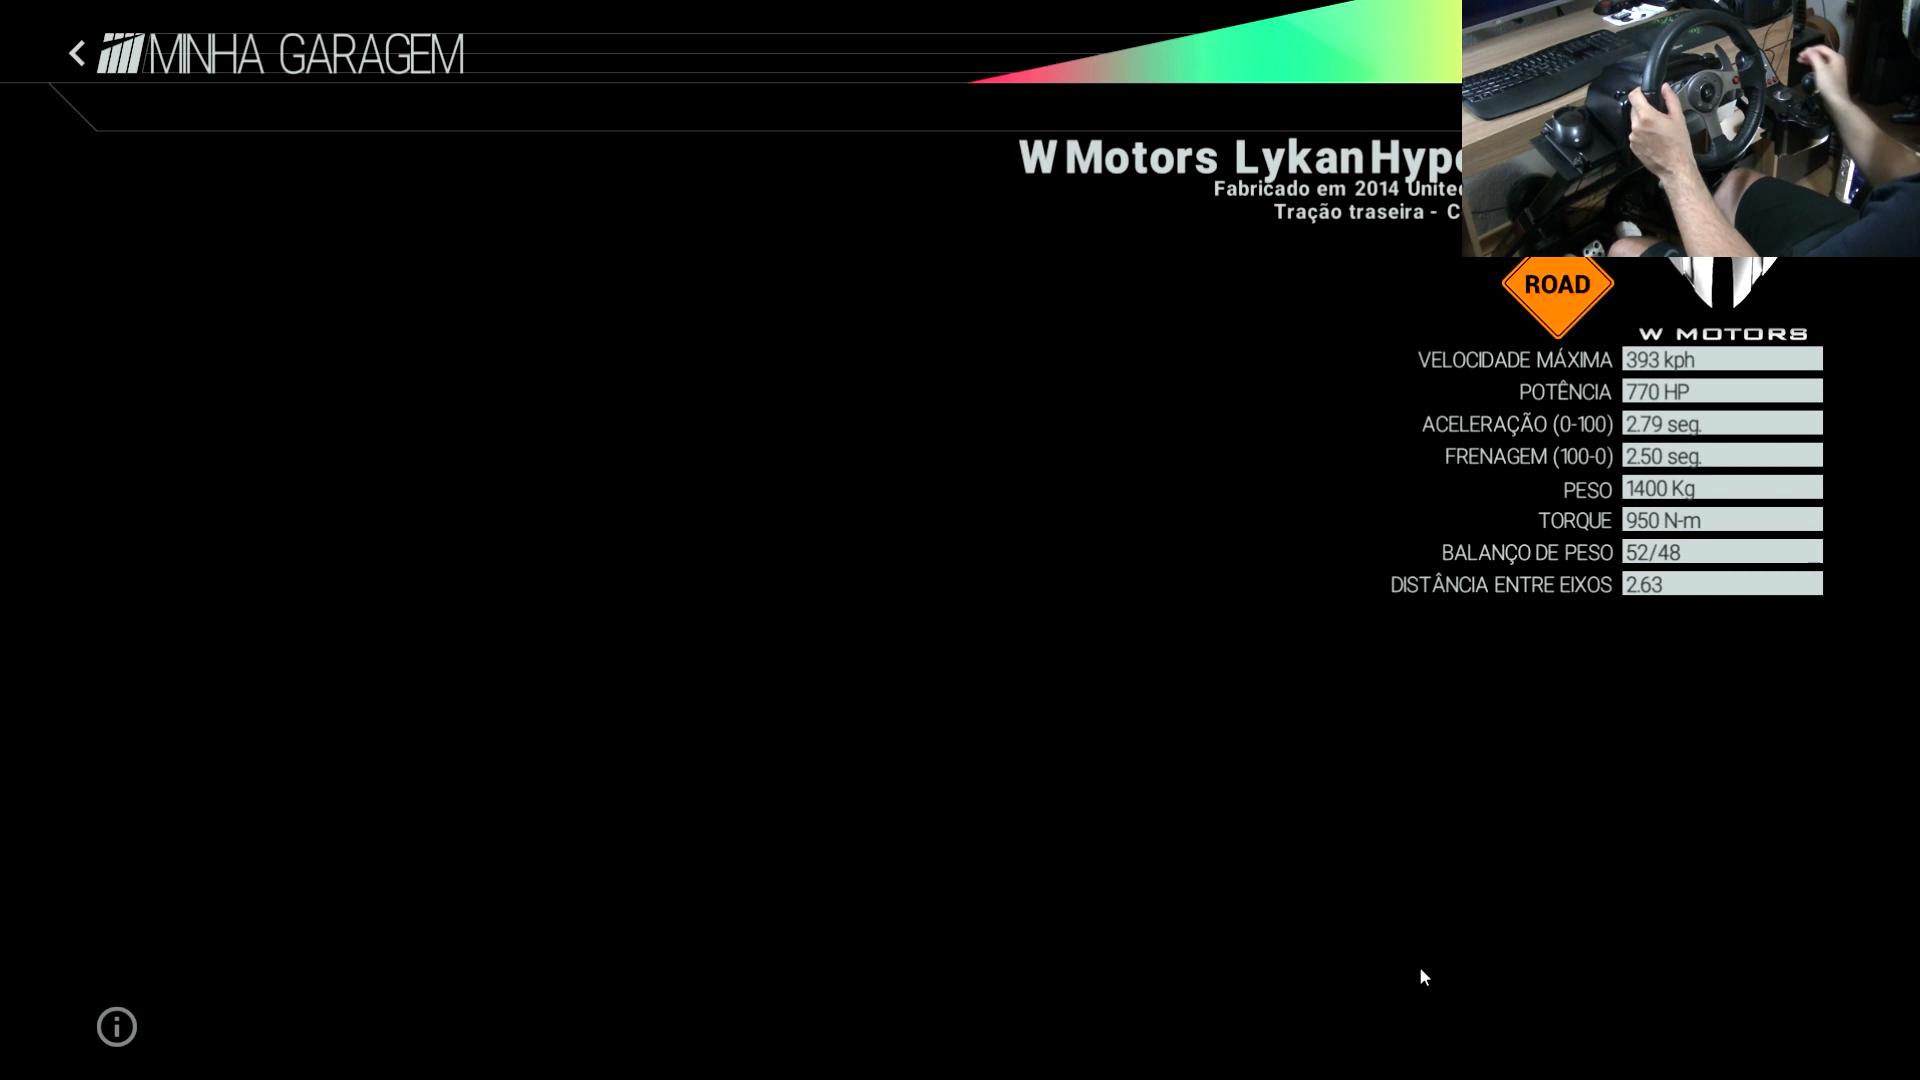 MINHA GARAGEM
W Motors Lykan
Fabricado em 2014
Tração traseira -
ROAD
W MOTORS
VELOCIDADE MÁXIMA 393 kph
POTÊNCIA 770 HP
ACELERAÇÃO (0-100) 2.79 seg.
FRENAGEM (100-0) 2.50 seg.
PESO 1400 Kg
TORQUE 950 N-m
BALANÇO DE PESO 52/48
DISTÂNCIA ENTRE EIXOS 2.63